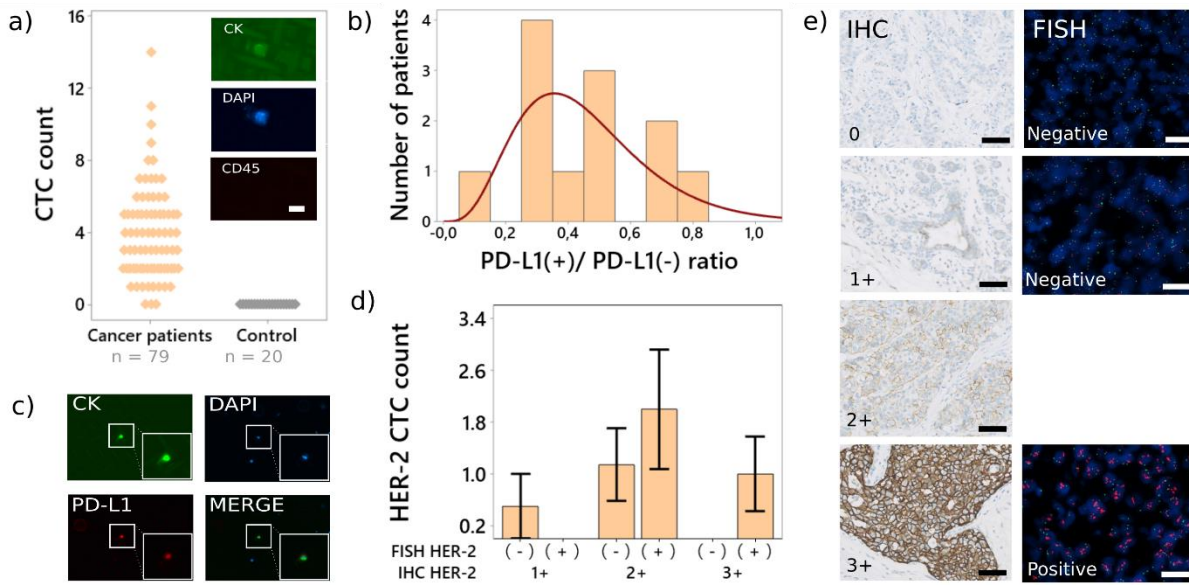 a)
16
12
8
4
0
CTC count
CK
DAPI
CD45
Cancer patients
Control
n = 79
n = 20
b)
4
3
2
1
0
Number of patients
-0,0 0,2 0,4 0,6 0,8 1,0
PD-L1(+)/ PD-L1(-) ratio
c)
CK
DAPI
PD-L1
MERGE
d)
3.4
2.6
1.8
1.0
0.2
HER-2 CTC count
FISH HER-2 (-) (+) (-) (+) (-) (+)
IHC HER-2 1+ 2+ 3+
e)
IHC
FISH
0
Negative
1+
Negative
2+
3+
Positive